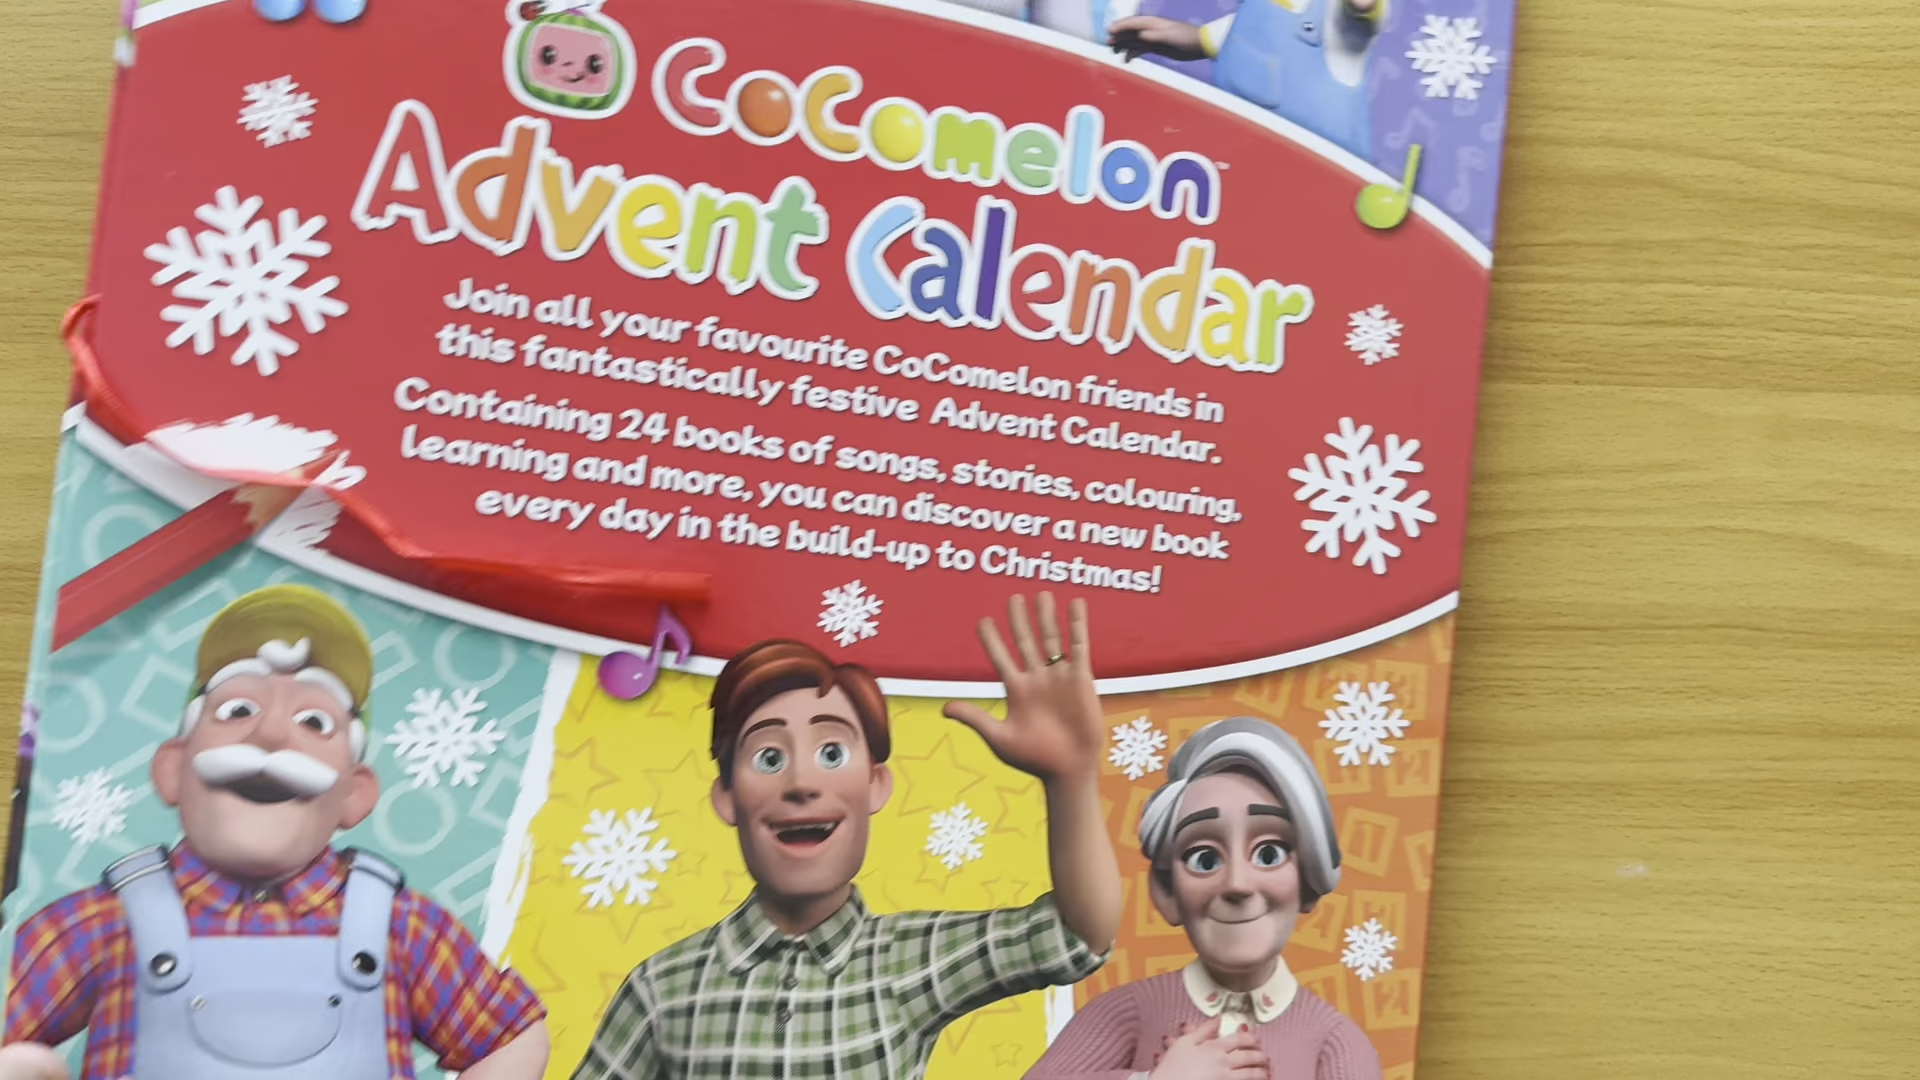 CoComelon™
Advent Calendar
Join all your favourite CoComelon friends in
this fantastically festive Advent Calendar.
Containing 24 books of songs, stories, colouring,
learning and more, you can discover a new book
every day in the build-up to Christmas!